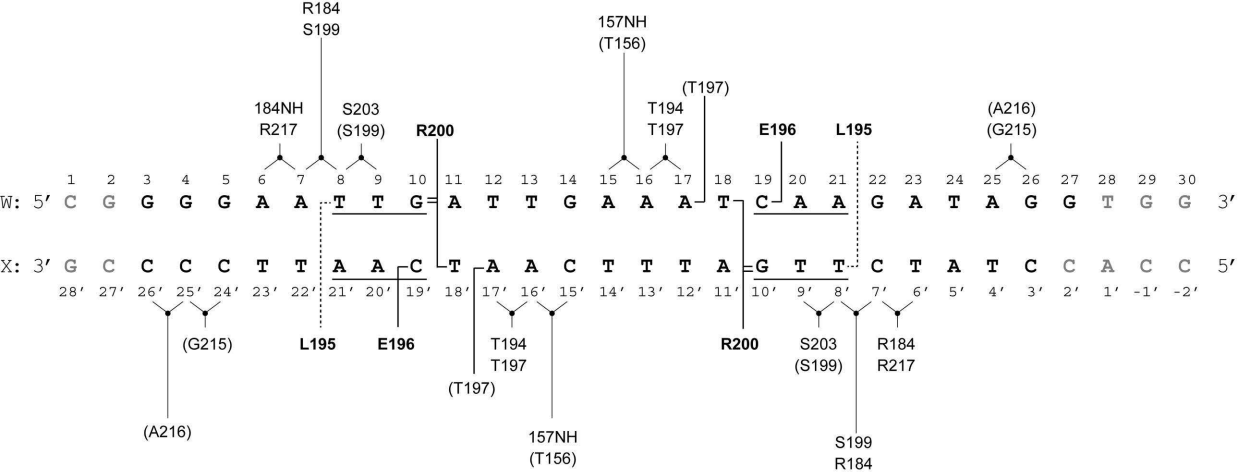 R184
S199
157NH
(T156)
(T197)
184NH
R217
S203
(S199)
R200
T194
T197
E196
L195
(A216)
(G215)
1 2 3 4 5 6 7 8 9 10 11 12 13 14 15 16 17 18 19 20 21 22 23 24 25 26 27 28 29 30
W: 5′ C G G G G A A T T G A T T G A A A T C A A G A T A G G T G G 3′
X: 3′ G C C C C T T A A C T A A C T T T A G T T C T A T C C A C C 5′
28′ 27′ 26′ 25′ 24′ 23′ 22′ 21′ 20′ 19′ 18′ 17′ 16′ 15′ 14′ 13′ 12′ 11′ 10′ 9′ 8′ 7′ 6′ 5′ 4′ 3′ 2′ 1′ -1′ -2′
(G215)
L195
E196
T194
T197
R200
S203
(S199)
R184
R217
(T197)
(A216)
157NH
(T156)
S199
R184